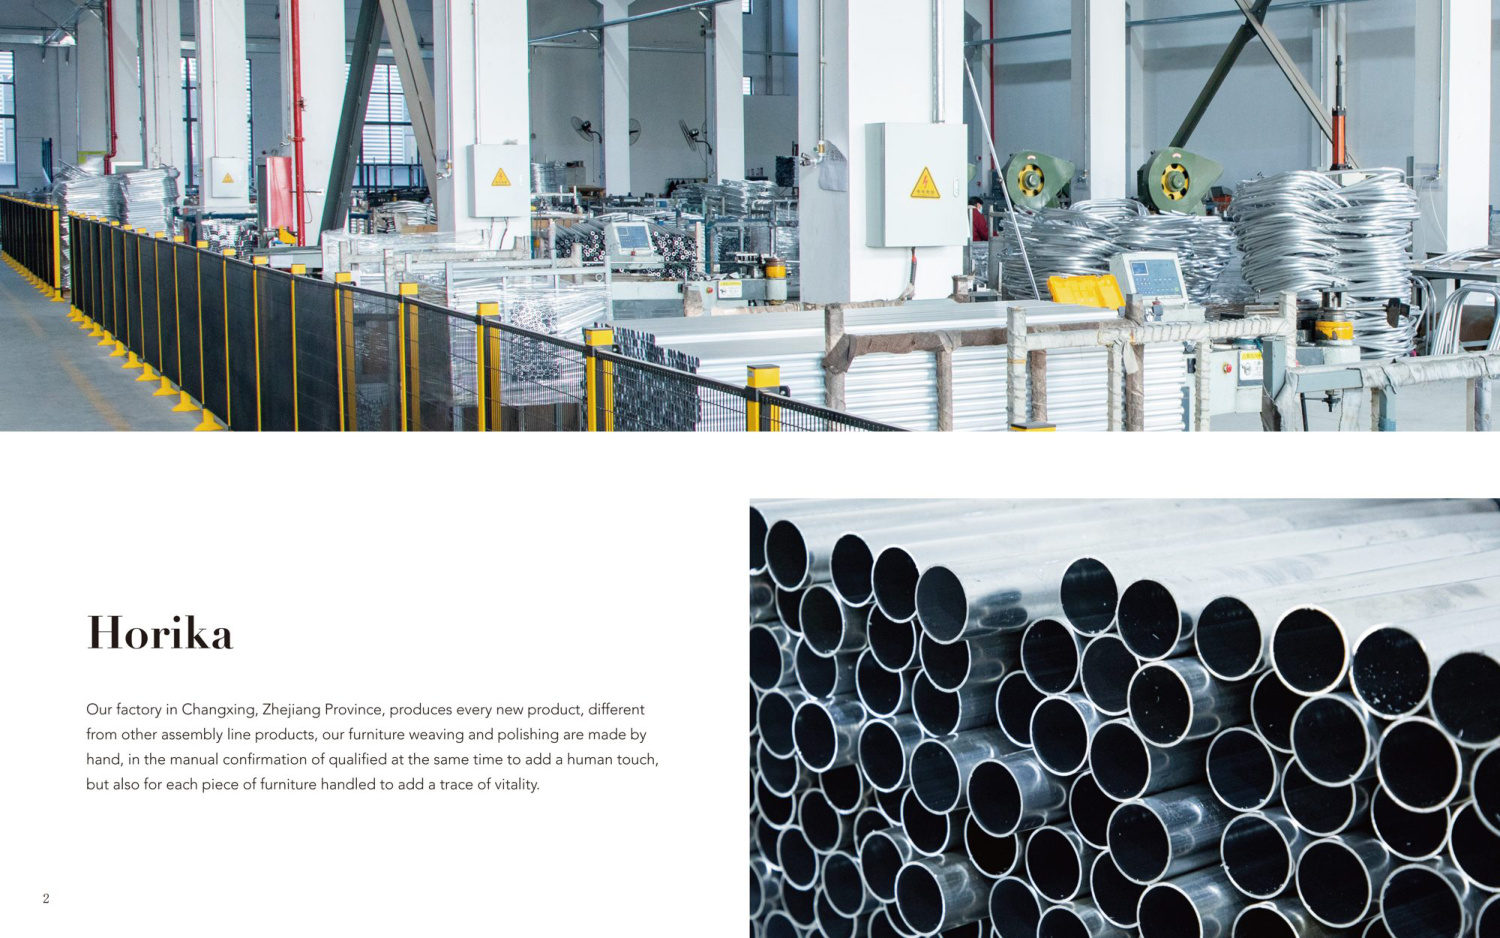 Horika
Our factory in Changxing, Zhejiang Province, produces every new product, different
from other assembly line products, our furniture weaving and polishing are made by
hand, in the manual confirmation of qualified at the same time to add a human touch,
but also for each piece of furniture handled to add a trace of vitality.
2